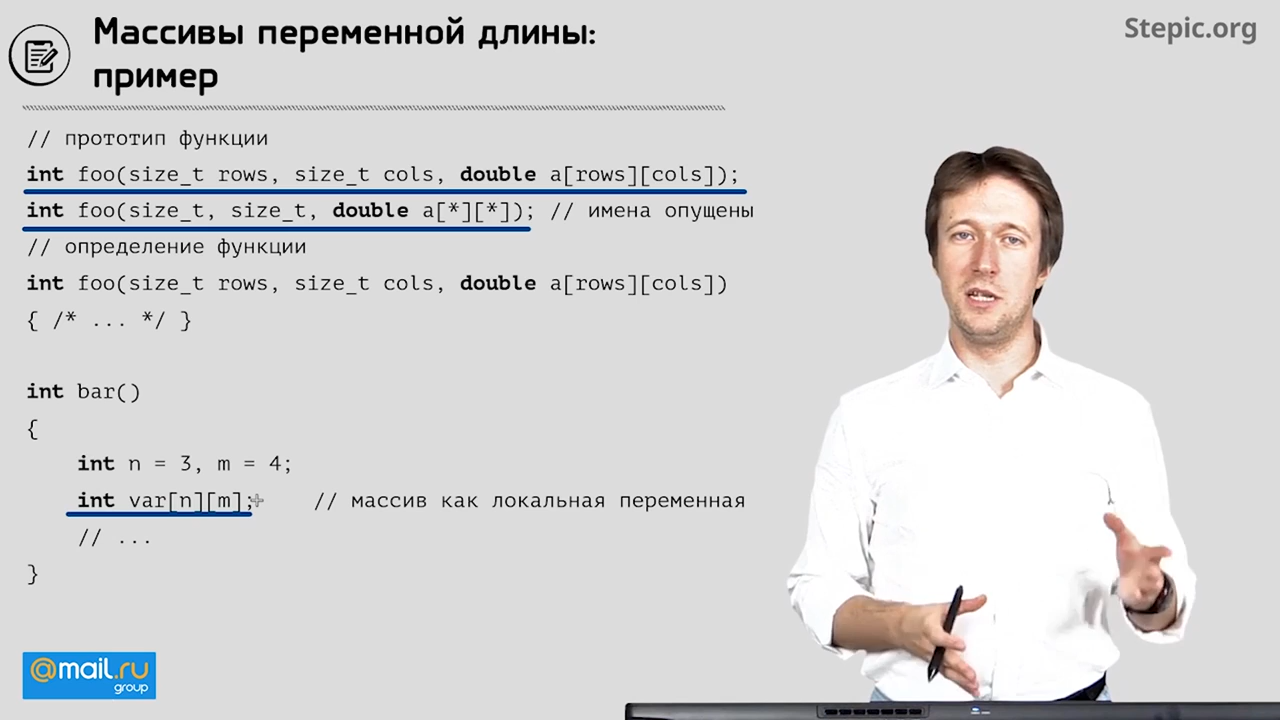 Массивы переменной длины:
пример
Stepic.org
// прототип функции
int foo(size_t rows, size_t cols, double a[rows][cols]);
int foo(size_t, size_t, double a[*][*]); // имена опущены
// определение функции
int foo(size_t rows, size_t cols, double a[rows][cols])
{ /* ... */ }
int bar()
{
int n = 3, m = 4;
int var[n][m]; // массив как локальная переменная
// ...
}
@mail.ru
group